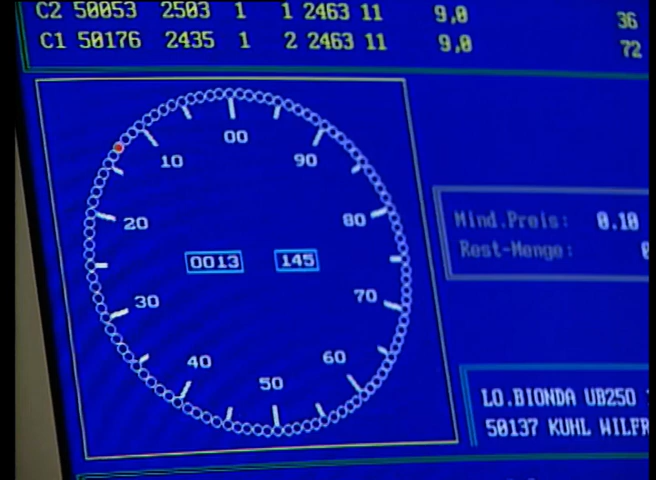 C2 50053 2503 1 1 2463 11 9,0 36
C1 50176 2435 1 2 2463 11 9,0 72
00
10
90
20
80
0013 145
30
70
40
60
50
Mind.Preis: 0.10
Rest-Menge:
LO.BIONDA UB250
50137 KUHL WILFR